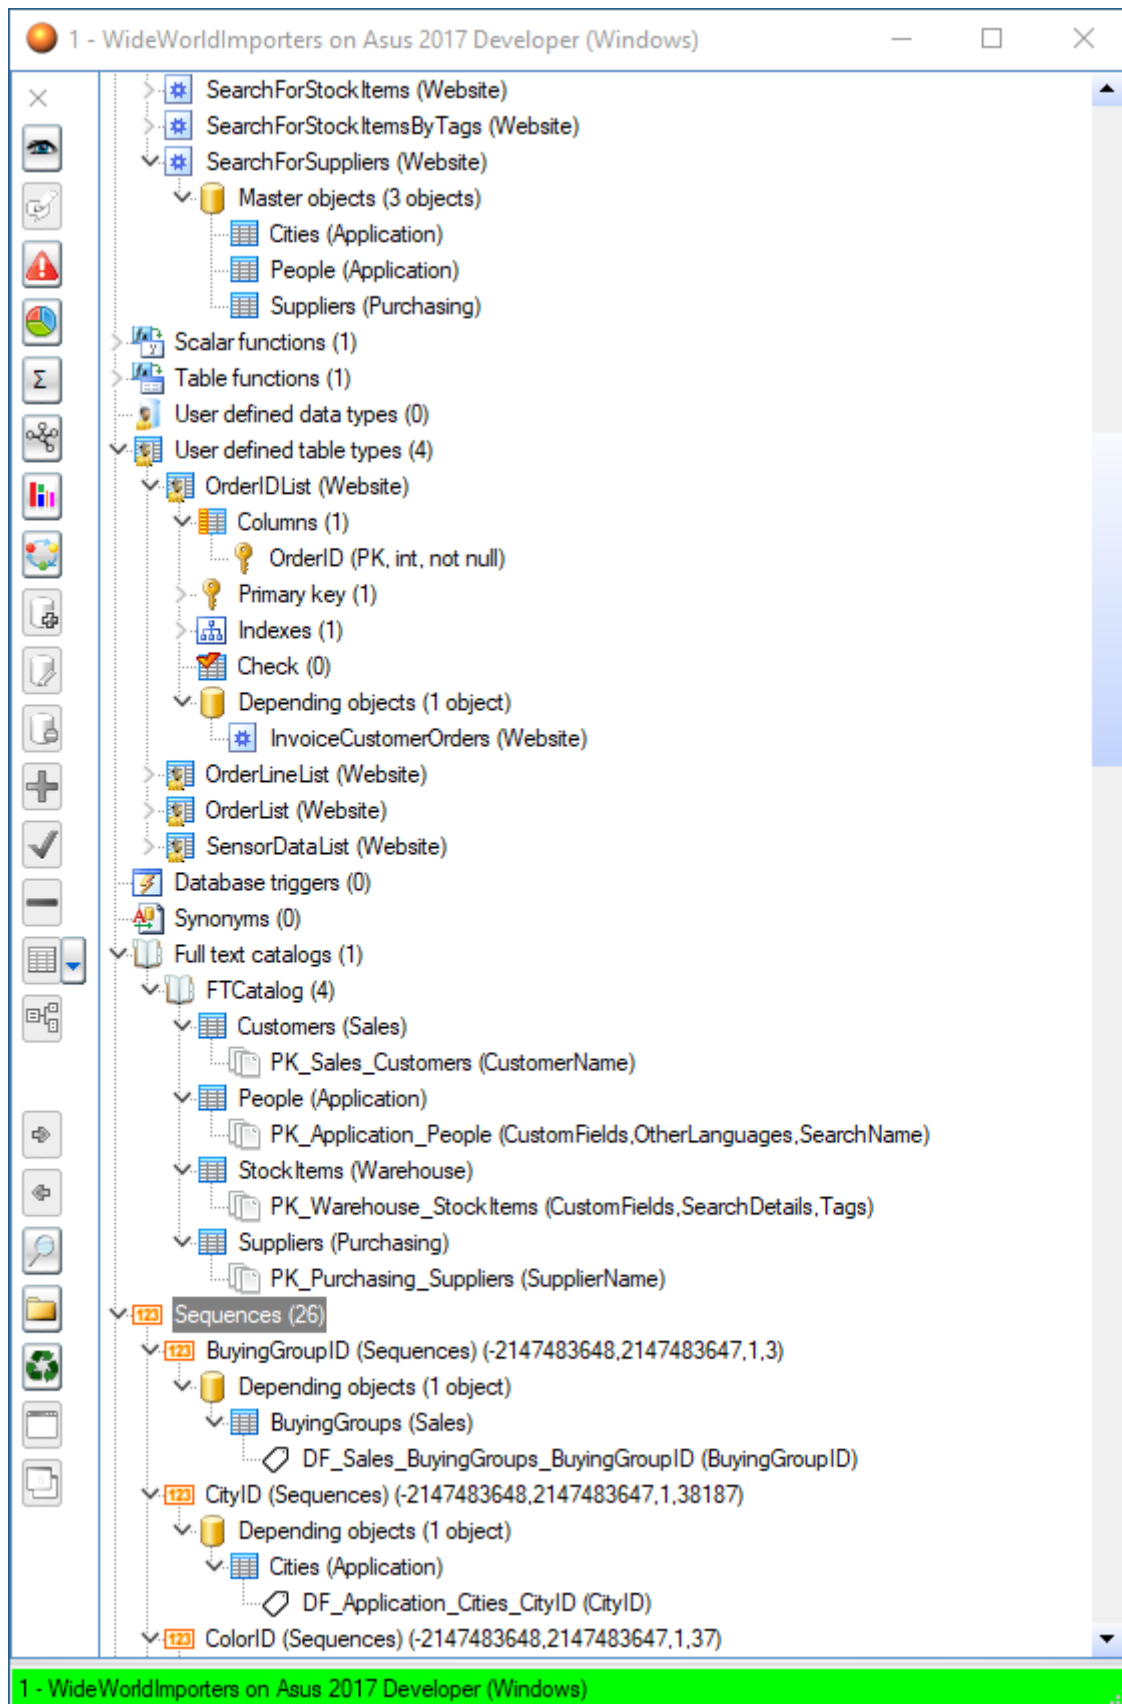 1 - WideWorldImporters on Asus 2017 Developer (Windows)
SearchForStockItems (Website)
SearchForStockItemsByTags (Website)
SearchForSuppliers (Website)
Master objects (3 objects)
Cities (Application)
People (Application)
Suppliers (Purchasing)
Scalar functions (1)
Table functions (1)
User defined data types (0)
User defined table types (4)
OrderIDList (Website)
Columns (1)
OrderID (PK, int, not null)
Primary key (1)
Indexes (1)
Check (0)
Depending objects (1 object)
InvoiceCustomerOrders (Website)
OrderLineList (Website)
OrderList (Website)
SensorDataList (Website)
Database triggers (0)
Synonyms (0)
Full text catalogs (1)
FTCatalog (4)
Customers (Sales)
PK_Sales_Customers (CustomerName)
People (Application)
PK_Application_People (CustomFields,OtherLanguages,SearchName)
StockItems (Warehouse)
PK_Warehouse_StockItems (CustomFields,SearchDetails,Tags)
Suppliers (Purchasing)
PK_Purchasing_Suppliers (SupplierName)
Sequences (26)
BuyingGroupID (Sequences) (-2147483648,2147483647,1,3)
Depending objects (1 object)
BuyingGroups (Sales)
DF_Sales_BuyingGroups_BuyingGroupID (BuyingGroupID)
CityID (Sequences) (-2147483648,2147483647,1,38187)
Depending objects (1 object)
Cities (Application)
DF_Application_Cities_CityID (CityID)
ColorID (Sequences) (-2147483648,2147483647,1,37)
1 - WideWorldImporters on Asus 2017 Developer (Windows)